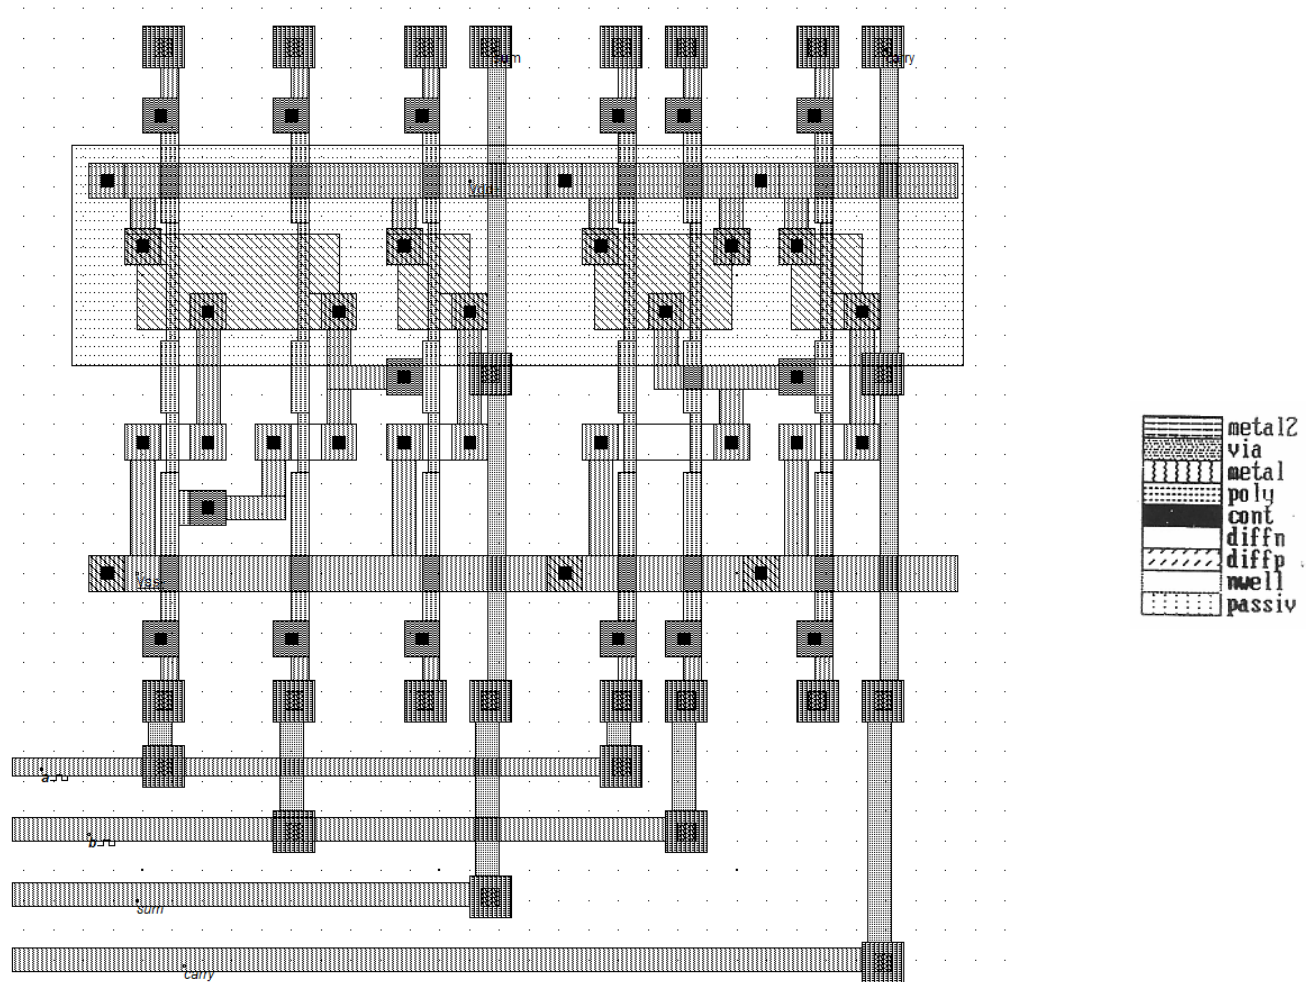 sum
carry
Vdd
Vss
a
b
sum
carry
metal2
via
metal
poly
cont
diffn
diffp
nwell
passiv